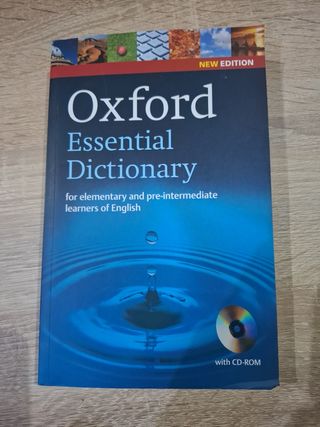 NEW EDITION
Oxford
Essential
Dictionary
for elementary and pre-intermediate
learners of English
with CD-ROM